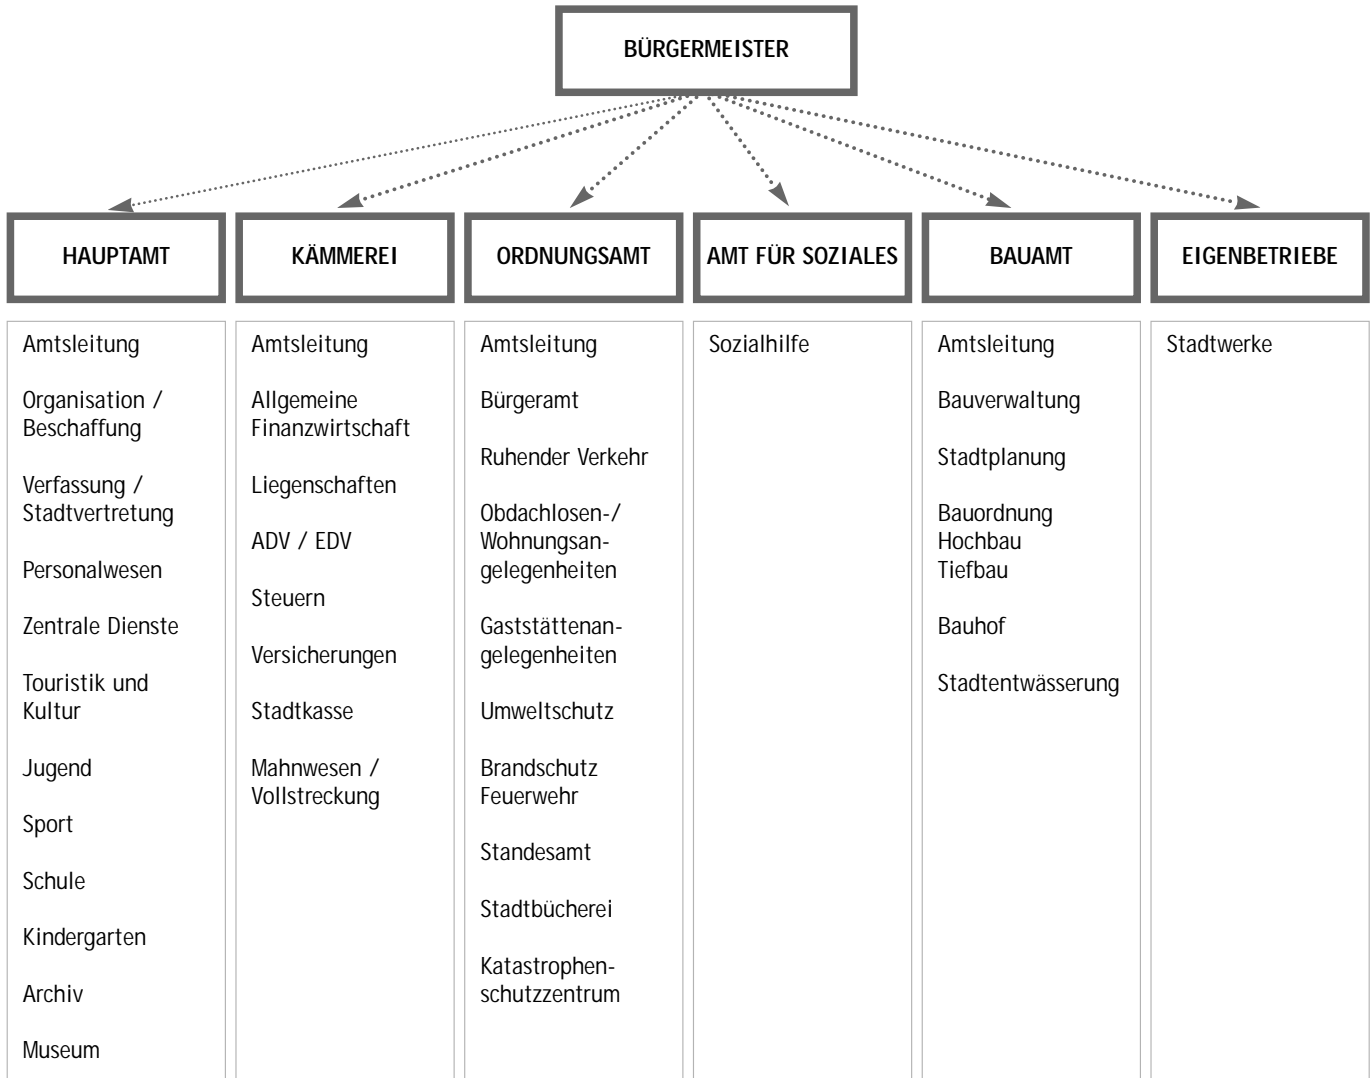 BÜRGERMEISTER
HAUPTAMT
KÄMMEREI
ORDNUNGSAMT
AMT FÜR SOZIALES
BAUAMT
EIGENBETRIEBE
Amtsleitung
Organisation /
Beschaffung
Verfassung /
Stadtvertretung
Personalwesen
Zentrale Dienste
Touristik und
Kultur
Jugend
Sport
Schule
Kindergarten
Archiv
Museum
Amtsleitung
Allgemeine
Finanzwirtschaft
Liegenschaften
ADV / EDV
Steuern
Versicherungen
Stadtkasse
Mahnwesen /
Vollstreckung
Amtsleitung
Bürgeramt
Ruhender Verkehr
Obdachlosen-/
Wohnungsan-
gelegenheiten
Gaststättenan-
gelegenheiten
Umweltschutz
Brandschutz
Feuerwehr
Standesamt
Stadtbücherei
Katastrophen-
schutzzentrum
Sozialhilfe
Amtsleitung
Bauverwaltung
Stadtplanung
Bauordnung
Hochbau
Tiefbau
Bauhof
Stadtentwässerung
Stadtwerke